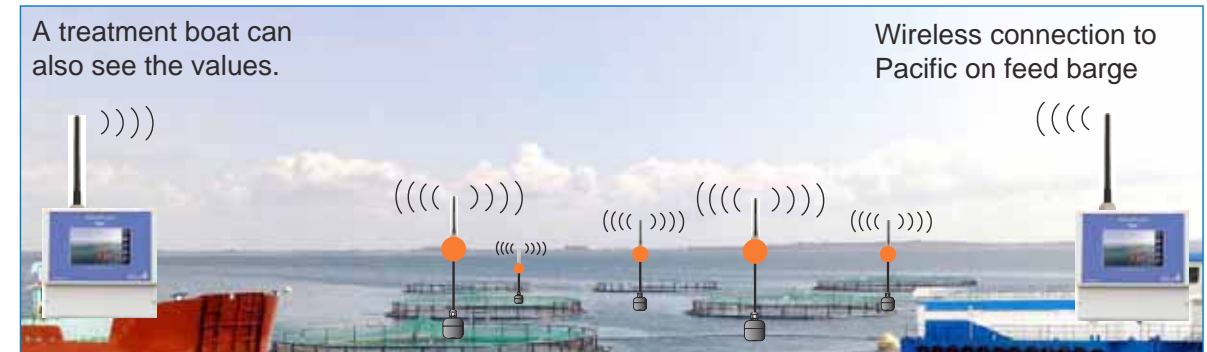 A treatment boat can
also see the values.
Wireless connection to
Pacific on feed barge